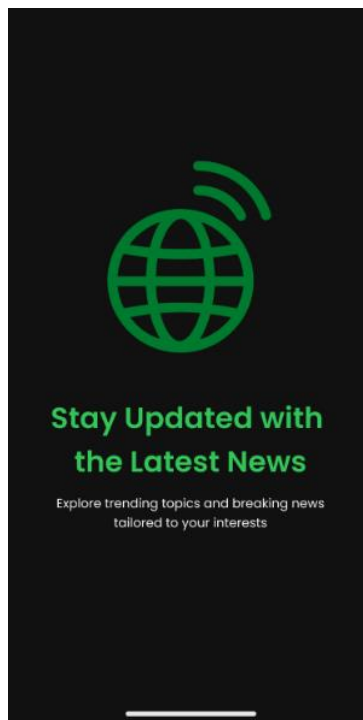 Stay Updated with
the Latest News
Explore trending topics and breaking news
tailored to your interests